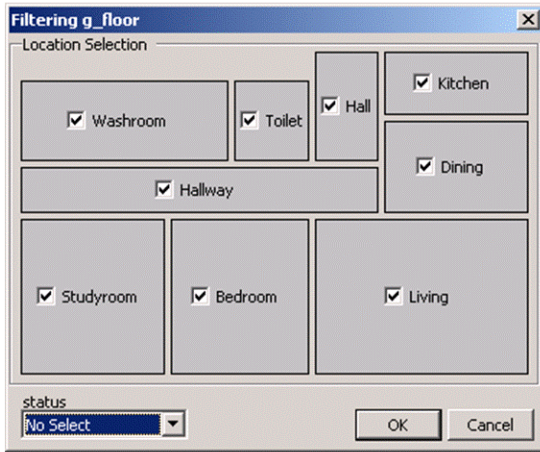 Filtering g_floor
Location Selection
Washroom
Toilet
Hall
Kitchen
Dining
Hallway
Studyroom
Bedroom
Living
status
No Select
OK
Cancel